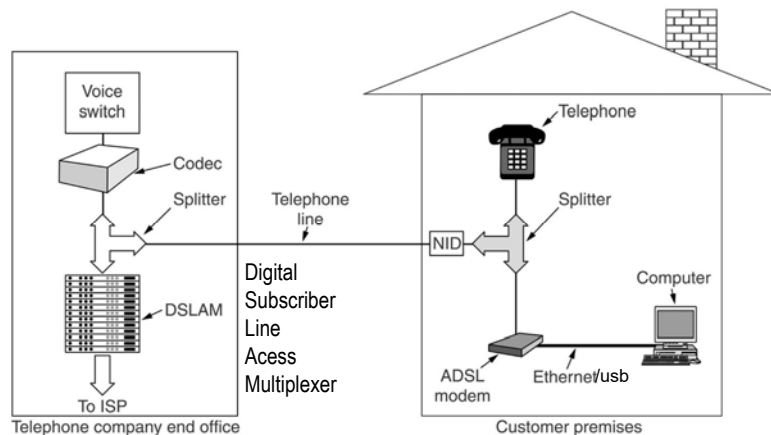 Voice
switch
Codec
Splitter
DSLAM
To ISP
Telephone company end office
Telephone
line
Digital
Subscriber
Line
Acess
Multiplexer
Telephone
NID
Splitter
Computer
ADSL
modem
Ethernet/usb
Customer premises